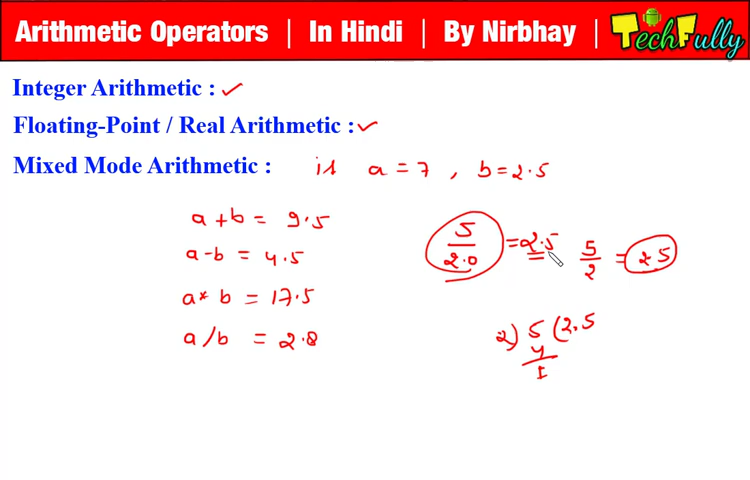 Arithmetic Operators | In Hindi | By Nirbhay | TechFully
Integer Arithmetic :
Floating-Point / Real Arithmetic :
Mixed Mode Arithmetic : if a = 7 , b = 2.5
a + b = 9.5
a - b = 4.5
a * b = 17.5
a / b = 2.8
5/2.0 = 2.5
5/2 = 2.5
2) 5 (2.5
4
1